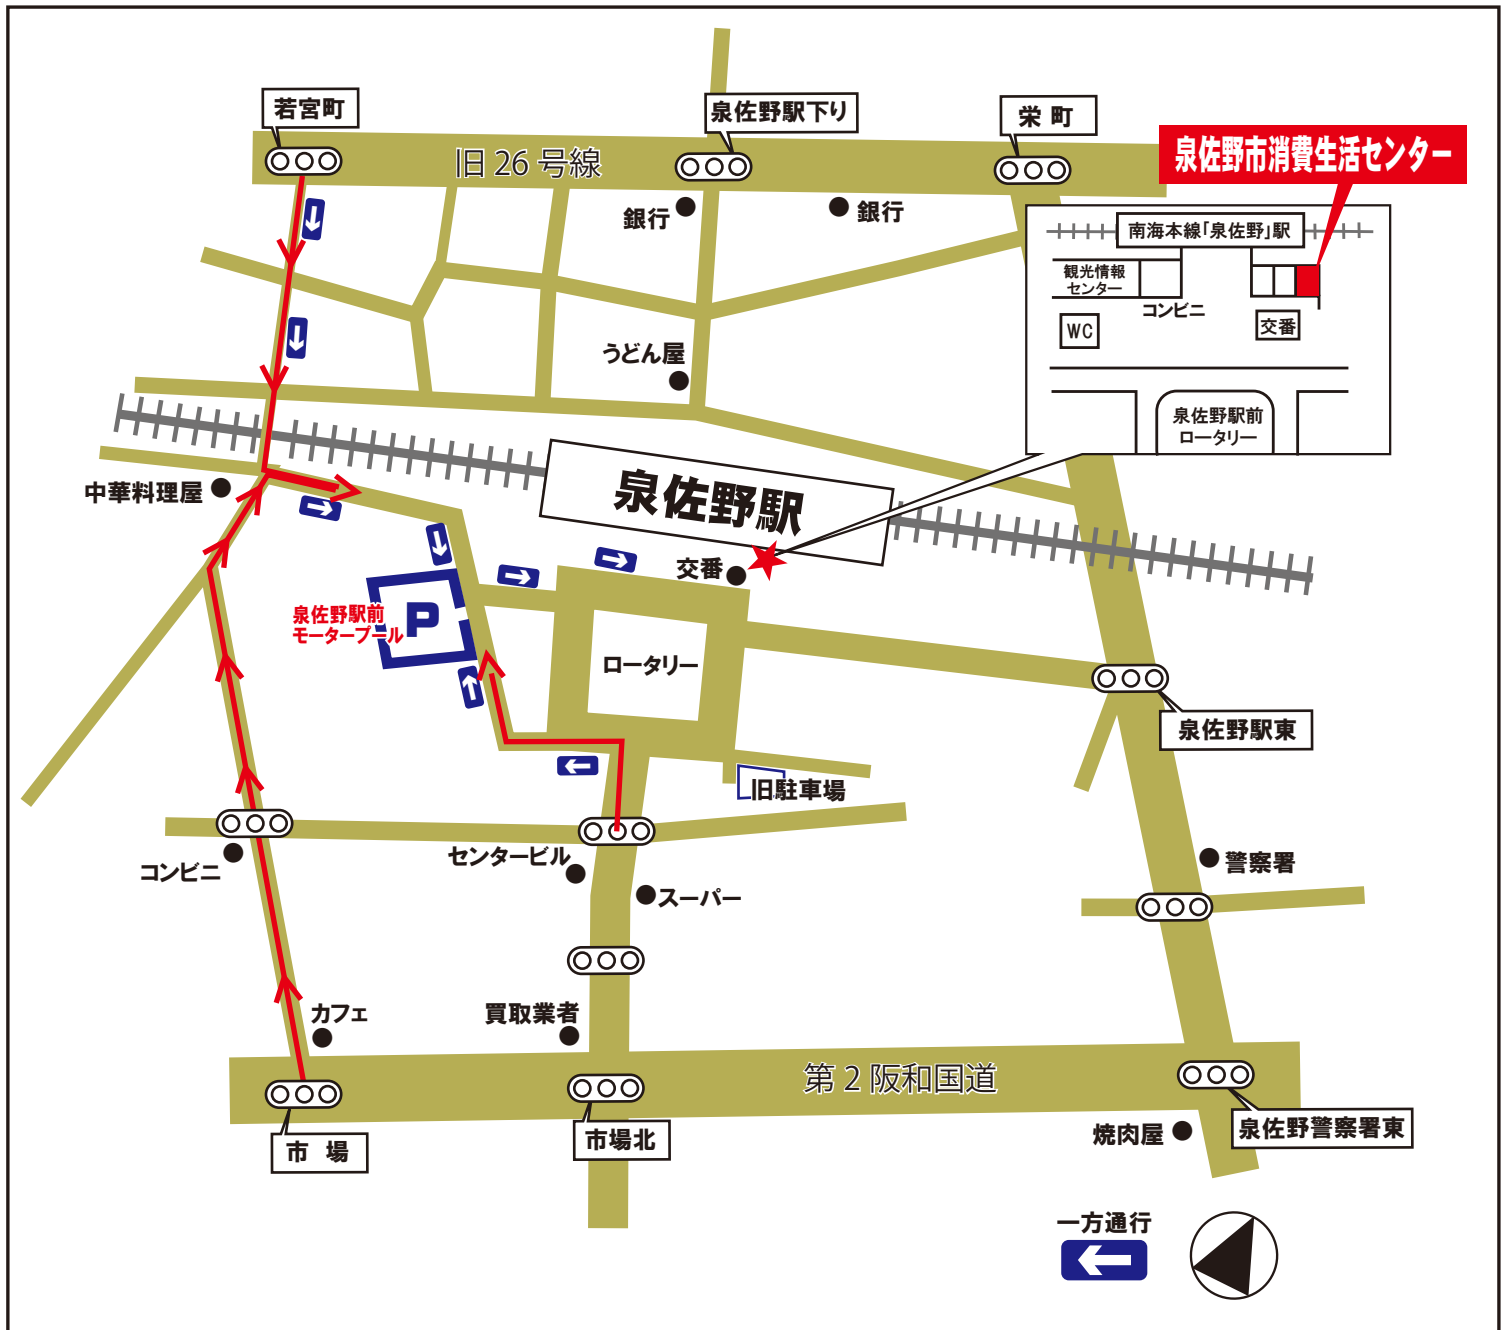 若宮町
泉佐野駅下り
栄町
泉佐野市消費生活センター
旧26号線
銀行
銀行
南海本線「泉佐野」駅
観光情報
センター
コンビニ
WC
交番
泉佐野駅前
ロータリー
うどん屋
中華料理屋
泉佐野駅
交番
泉佐野駅前
モータープール
P
ロータリー
泉佐野駅東
旧駐車場
コンビニ
センタービル
スーパー
警察署
カフェ
買取業者
第2阪和国道
市場
市場北
焼肉屋
泉佐野警察署東
一方通行